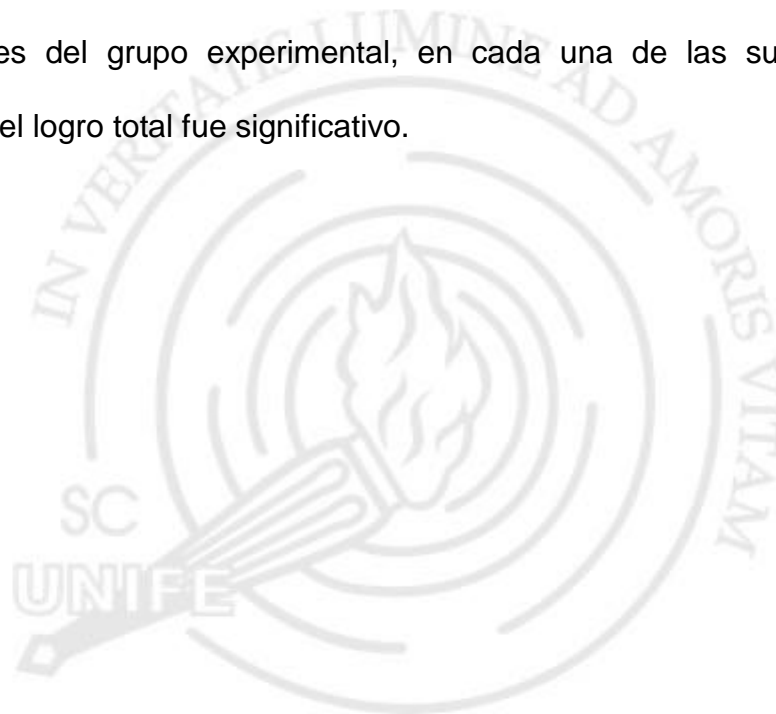 es del grupo experimental, en cada una de las su
el logro total fue significativo.
IN VERITATIS LUMINE AD AMORIS VITAM
SC
UNIFE